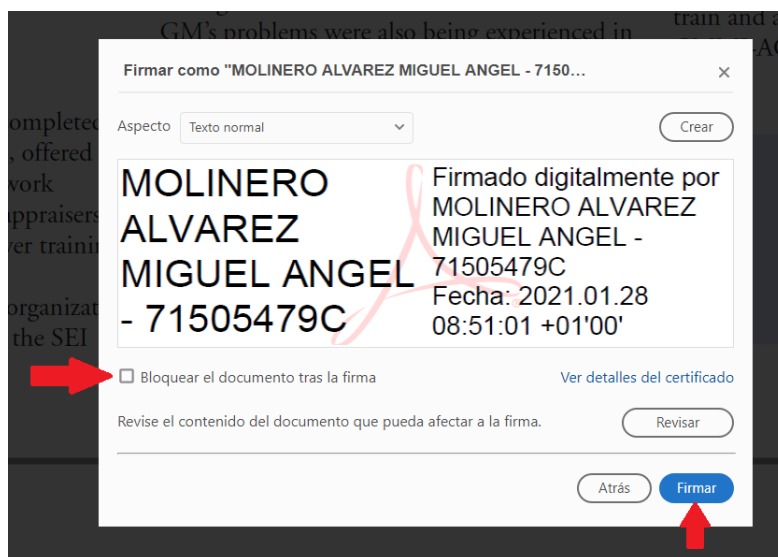 GM's problems were also being experienced in
train and a
Firmar como "MOLINERO ALVAREZ MIGUEL ANGEL - 7150...
ompleted
, offered
work
appraisers
ver traini
organizat
the SEI
Aspecto Texto normal Crear
MOLINERO
ALVAREZ
MIGUEL ANGEL
- 71505479C
Firmado digitalmente por
MOLINERO ALVAREZ
MIGUEL ANGEL -
71505479C
Fecha: 2021.01.28
08:51:01 +01'00'
Bloquear el documento tras la firma
Ver detalles del certificado
Revise el contenido del documento que pueda afectar a la firma.
Revisar
Atrás Firmar